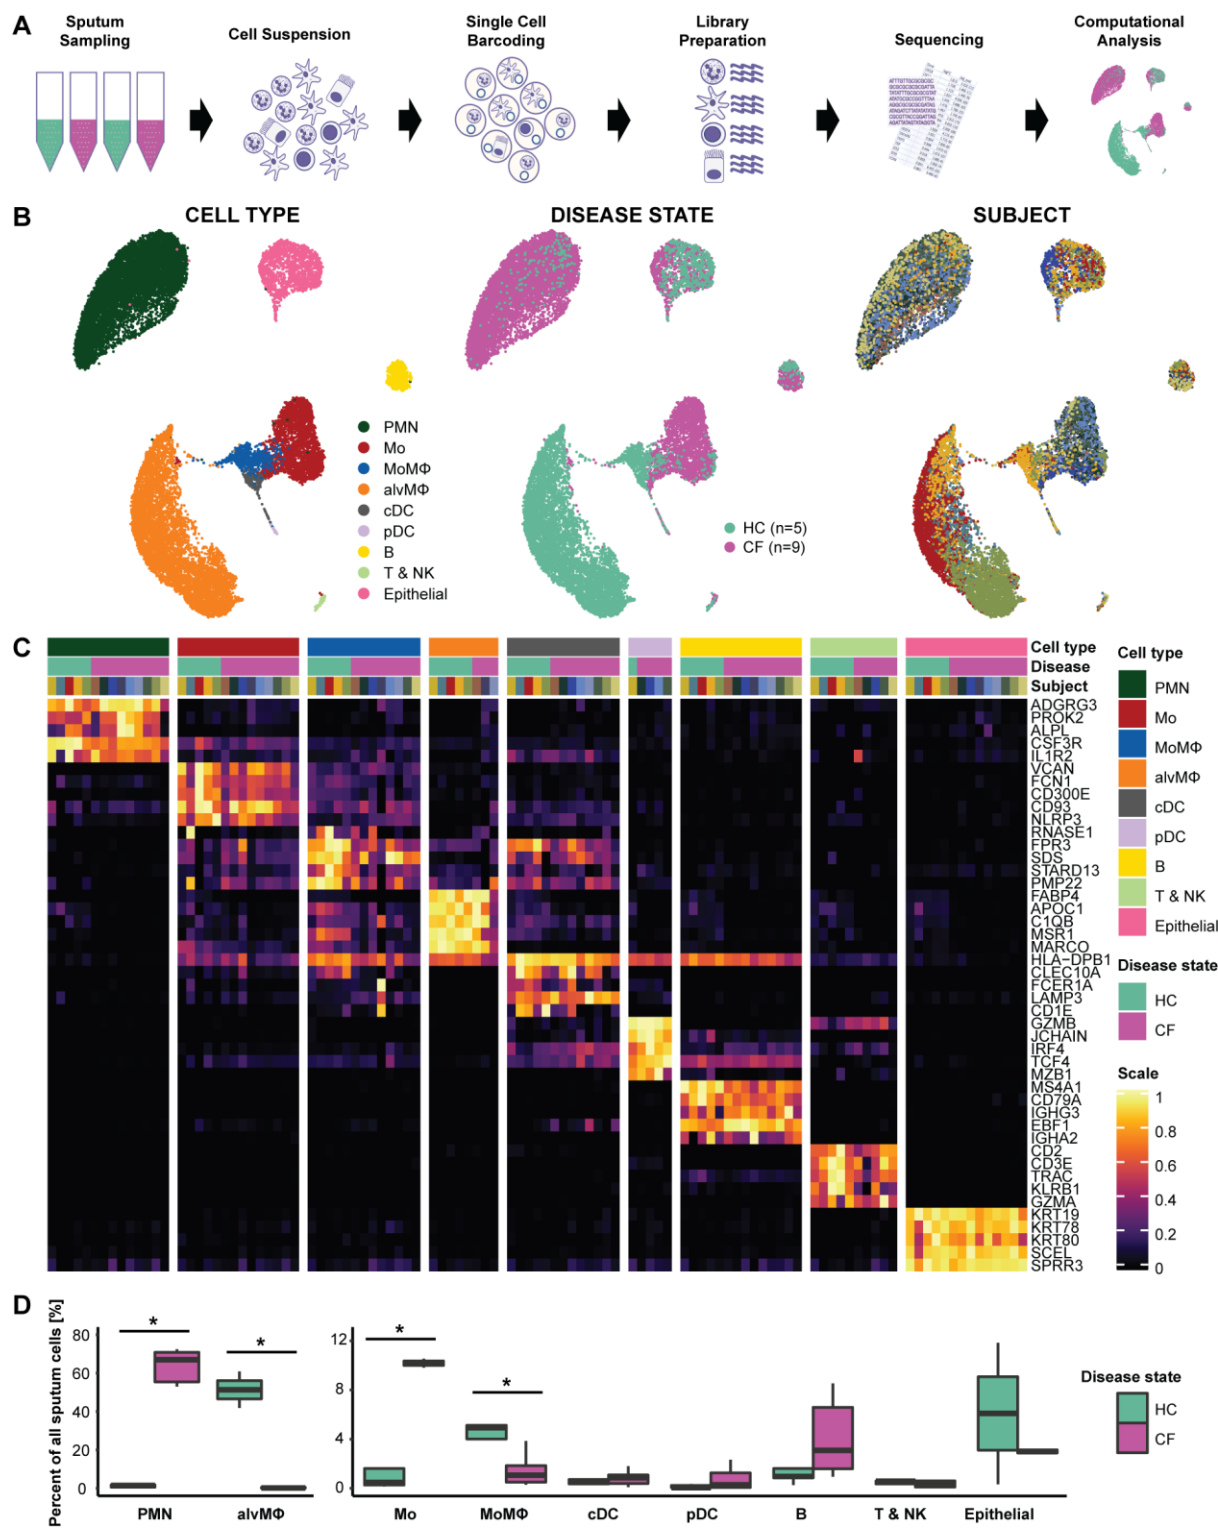 A
Sputum
Sampling
Cell Suspension
Single Cell
Barcoding
Library
Preparation
Sequencing
Computational
Analysis
B
CELL TYPE
DISEASE STATE
SUBJECT
PMN
Mo
MoMΦ
alvMΦ
cDC
pDC
B
T & NK
Epithelial
HC (n=5)
CF (n=9)
C
Cell type
Disease
Subject
ADGRG3
PROK2
ALPL
CSF3R
IL1R2
VCAN
FCN1
CD300E
CD93
NLRP3
RNASE1
FPR3
SDS
STARD13
PMP22
FABP4
APOC1
C1QB
MSR1
MARCO
HLA-DPB1
CLEC10A
FCER1A
LAMP3
CD1E
GZMB
JCHAIN
IRF4
TCF4
MZB1
MS4A1
CD79A
IGHG3
EBF1
IGHA2
CD2
CD3E
TRAC
KLRB1
GZMA
KRT19
KRT78
KRT80
SCEL
SPRR3
Cell type
PMN
Mo
MoMΦ
alvMΦ
cDC
pDC
B
T & NK
Epithelial
Disease state
HC
CF
Scale
1
0.8
0.6
0.4
0.2
0
D
Percent of all sputum cells [%]
80
60
40
20
0
*
*
PMN
alvMΦ
12
8
4
0
*
*
Mo
MoMΦ
cDC
pDC
B
T & NK
Epithelial
Disease state
HC
CF